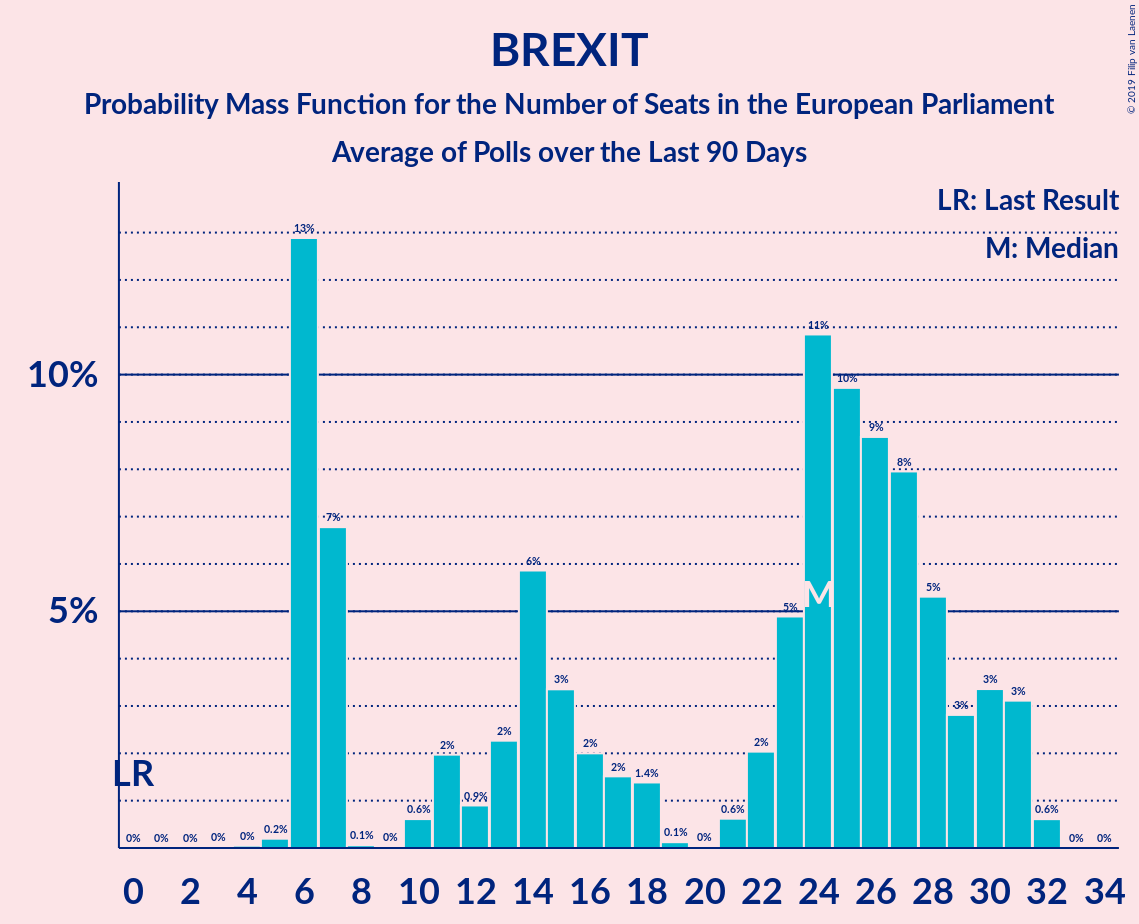 BREXIT
Probability Mass Function for the Number of Seats in the European Parliament
Average of Polls over the Last 90 Days
© 2019 Filip van Laenen
LR: Last Result
M: Median
10%
5%
LR
M
0% 0% 0% 0% 0% 0.2% 13% 7% 0.1% 0% 0.6% 2% 0.9% 2% 6% 3% 2% 2% 1.4% 0.1% 0% 0.6% 2% 5% 11% 10% 9% 8% 5% 3% 3% 3% 0.6% 0% 0%
0 2 4 6 8 10 12 14 16 18 20 22 24 26 28 30 32 34